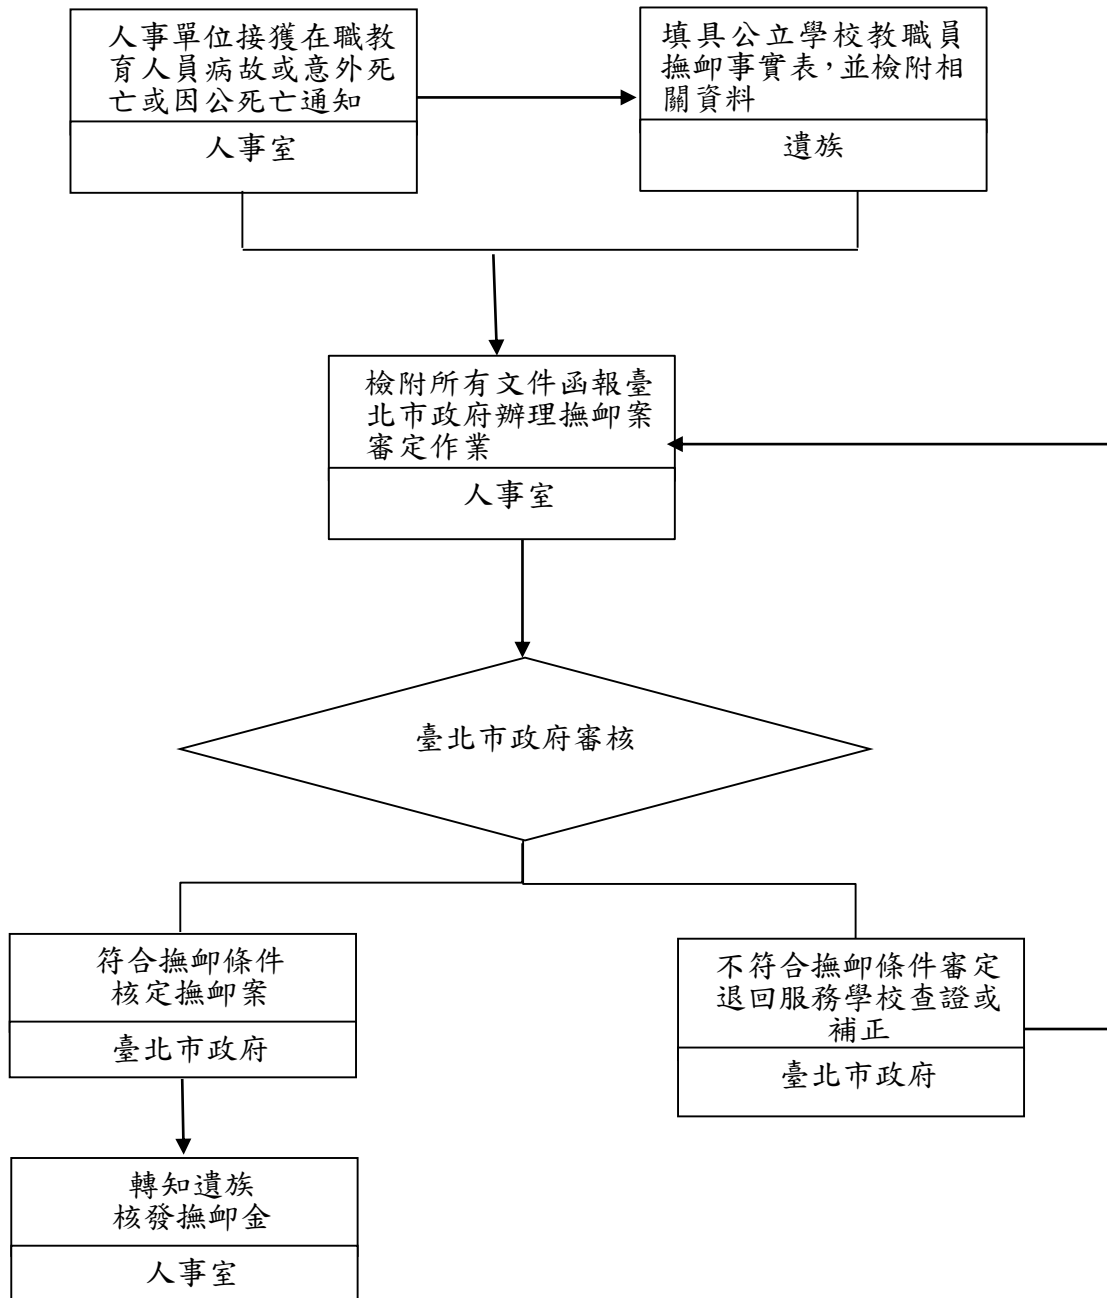 人事單位接獲在職教
育人員病故或意外死
亡或因公死亡通知
人事室
填具公立學校教職員
撫卹事實表，並檢附相
關資料
遺族
檢附所有文件函報臺
北市政府辦理撫卹案
審定作業
人事室
臺北市政府審核
符合撫卹條件
核定撫卹案
臺北市政府
不符合撫卹條件審定
退回服務學校查證或
補正
臺北市政府
轉知遺族
核發撫卹金
人事室